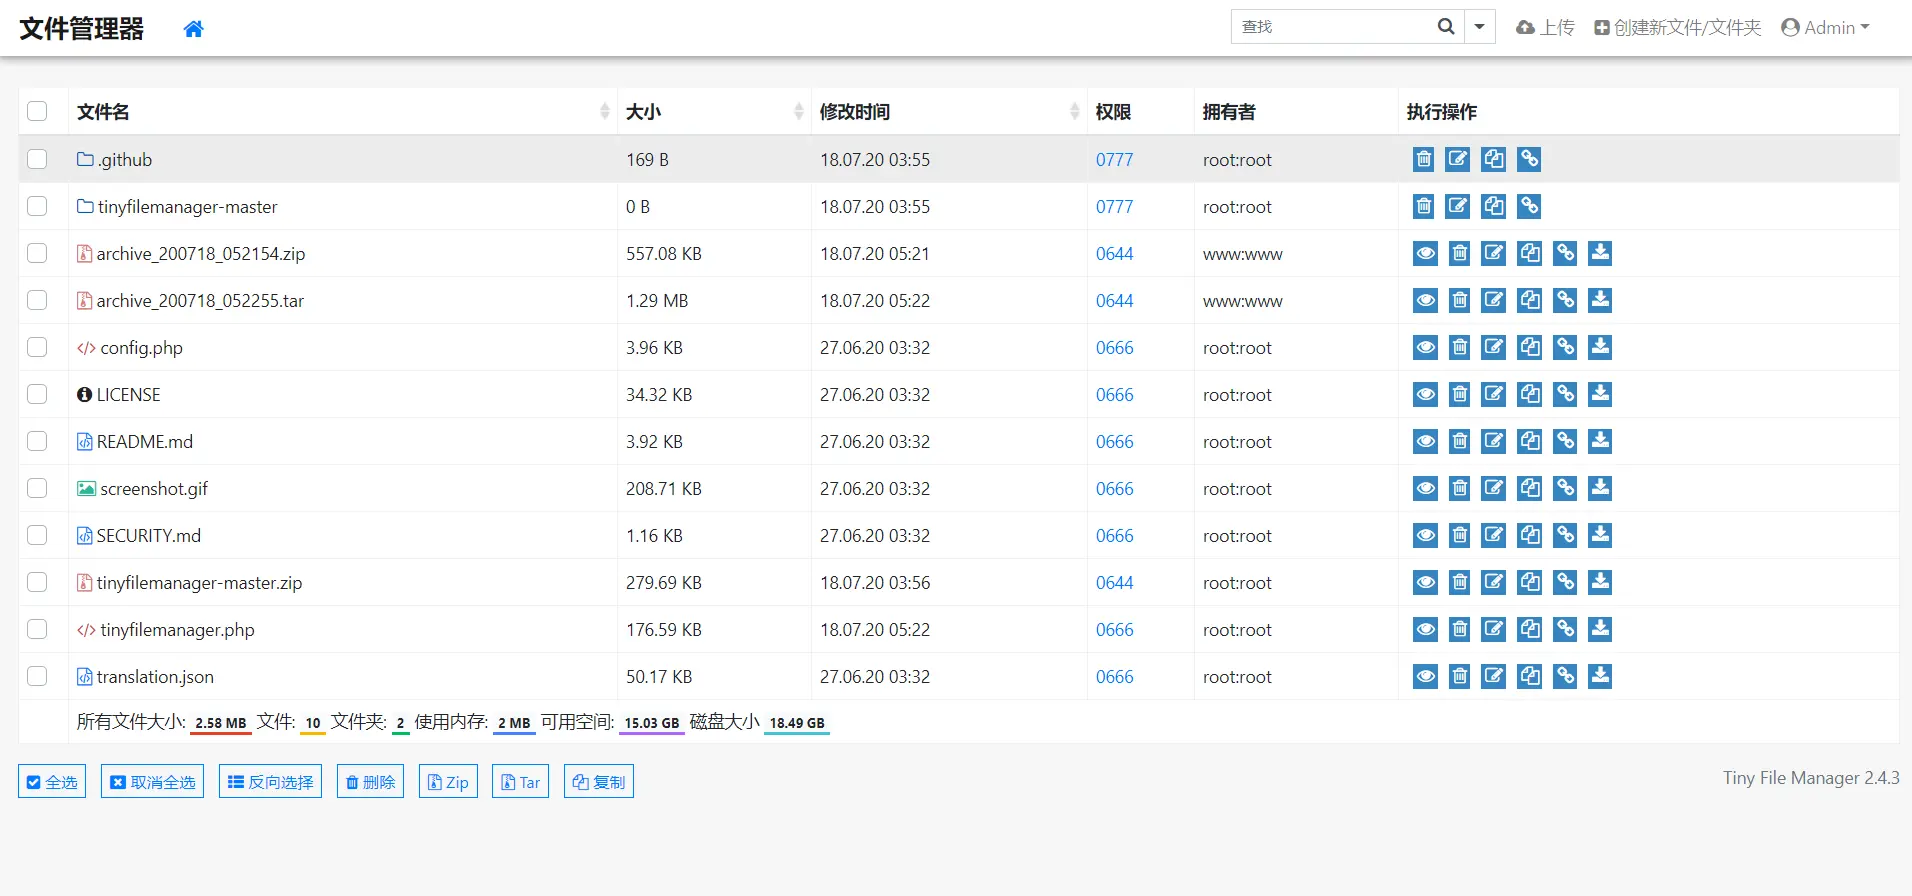 文件管理器 查找 上传 创建新文件/文件夹 Admin
文件名 大小 修改时间 权限 拥有者 执行操作
.github 169 B 18.07.20 03:55 0777 root:root
tinyfilemanager-master 0 B 18.07.20 03:55 0777 root:root
archive_200718_052154.zip 557.08 KB 18.07.20 05:21 0644 www:www
archive_200718_052255.tar 1.29 MB 18.07.20 05:22 0644 www:www
config.php 3.96 KB 27.06.20 03:32 0666 root:root
LICENSE 34.32 KB 27.06.20 03:32 0666 root:root
README.md 3.92 KB 27.06.20 03:32 0666 root:root
screenshot.gif 208.71 KB 27.06.20 03:32 0666 root:root
SECURITY.md 1.16 KB 27.06.20 03:32 0666 root:root
tinyfilemanager-master.zip 279.69 KB 18.07.20 03:56 0644 root:root
tinyfilemanager.php 176.59 KB 18.07.20 05:22 0666 root:root
translation.json 50.17 KB 27.06.20 03:32 0666 root:root
所有文件大小: 2.58 MB 文件: 10 文件夹: 2 使用内存: 2 MB 可用空间: 15.03 GB 磁盘大小 18.49 GB
全选 取消全选 反向选择 删除 Zip Tar 复制 Tiny File Manager 2.4.3